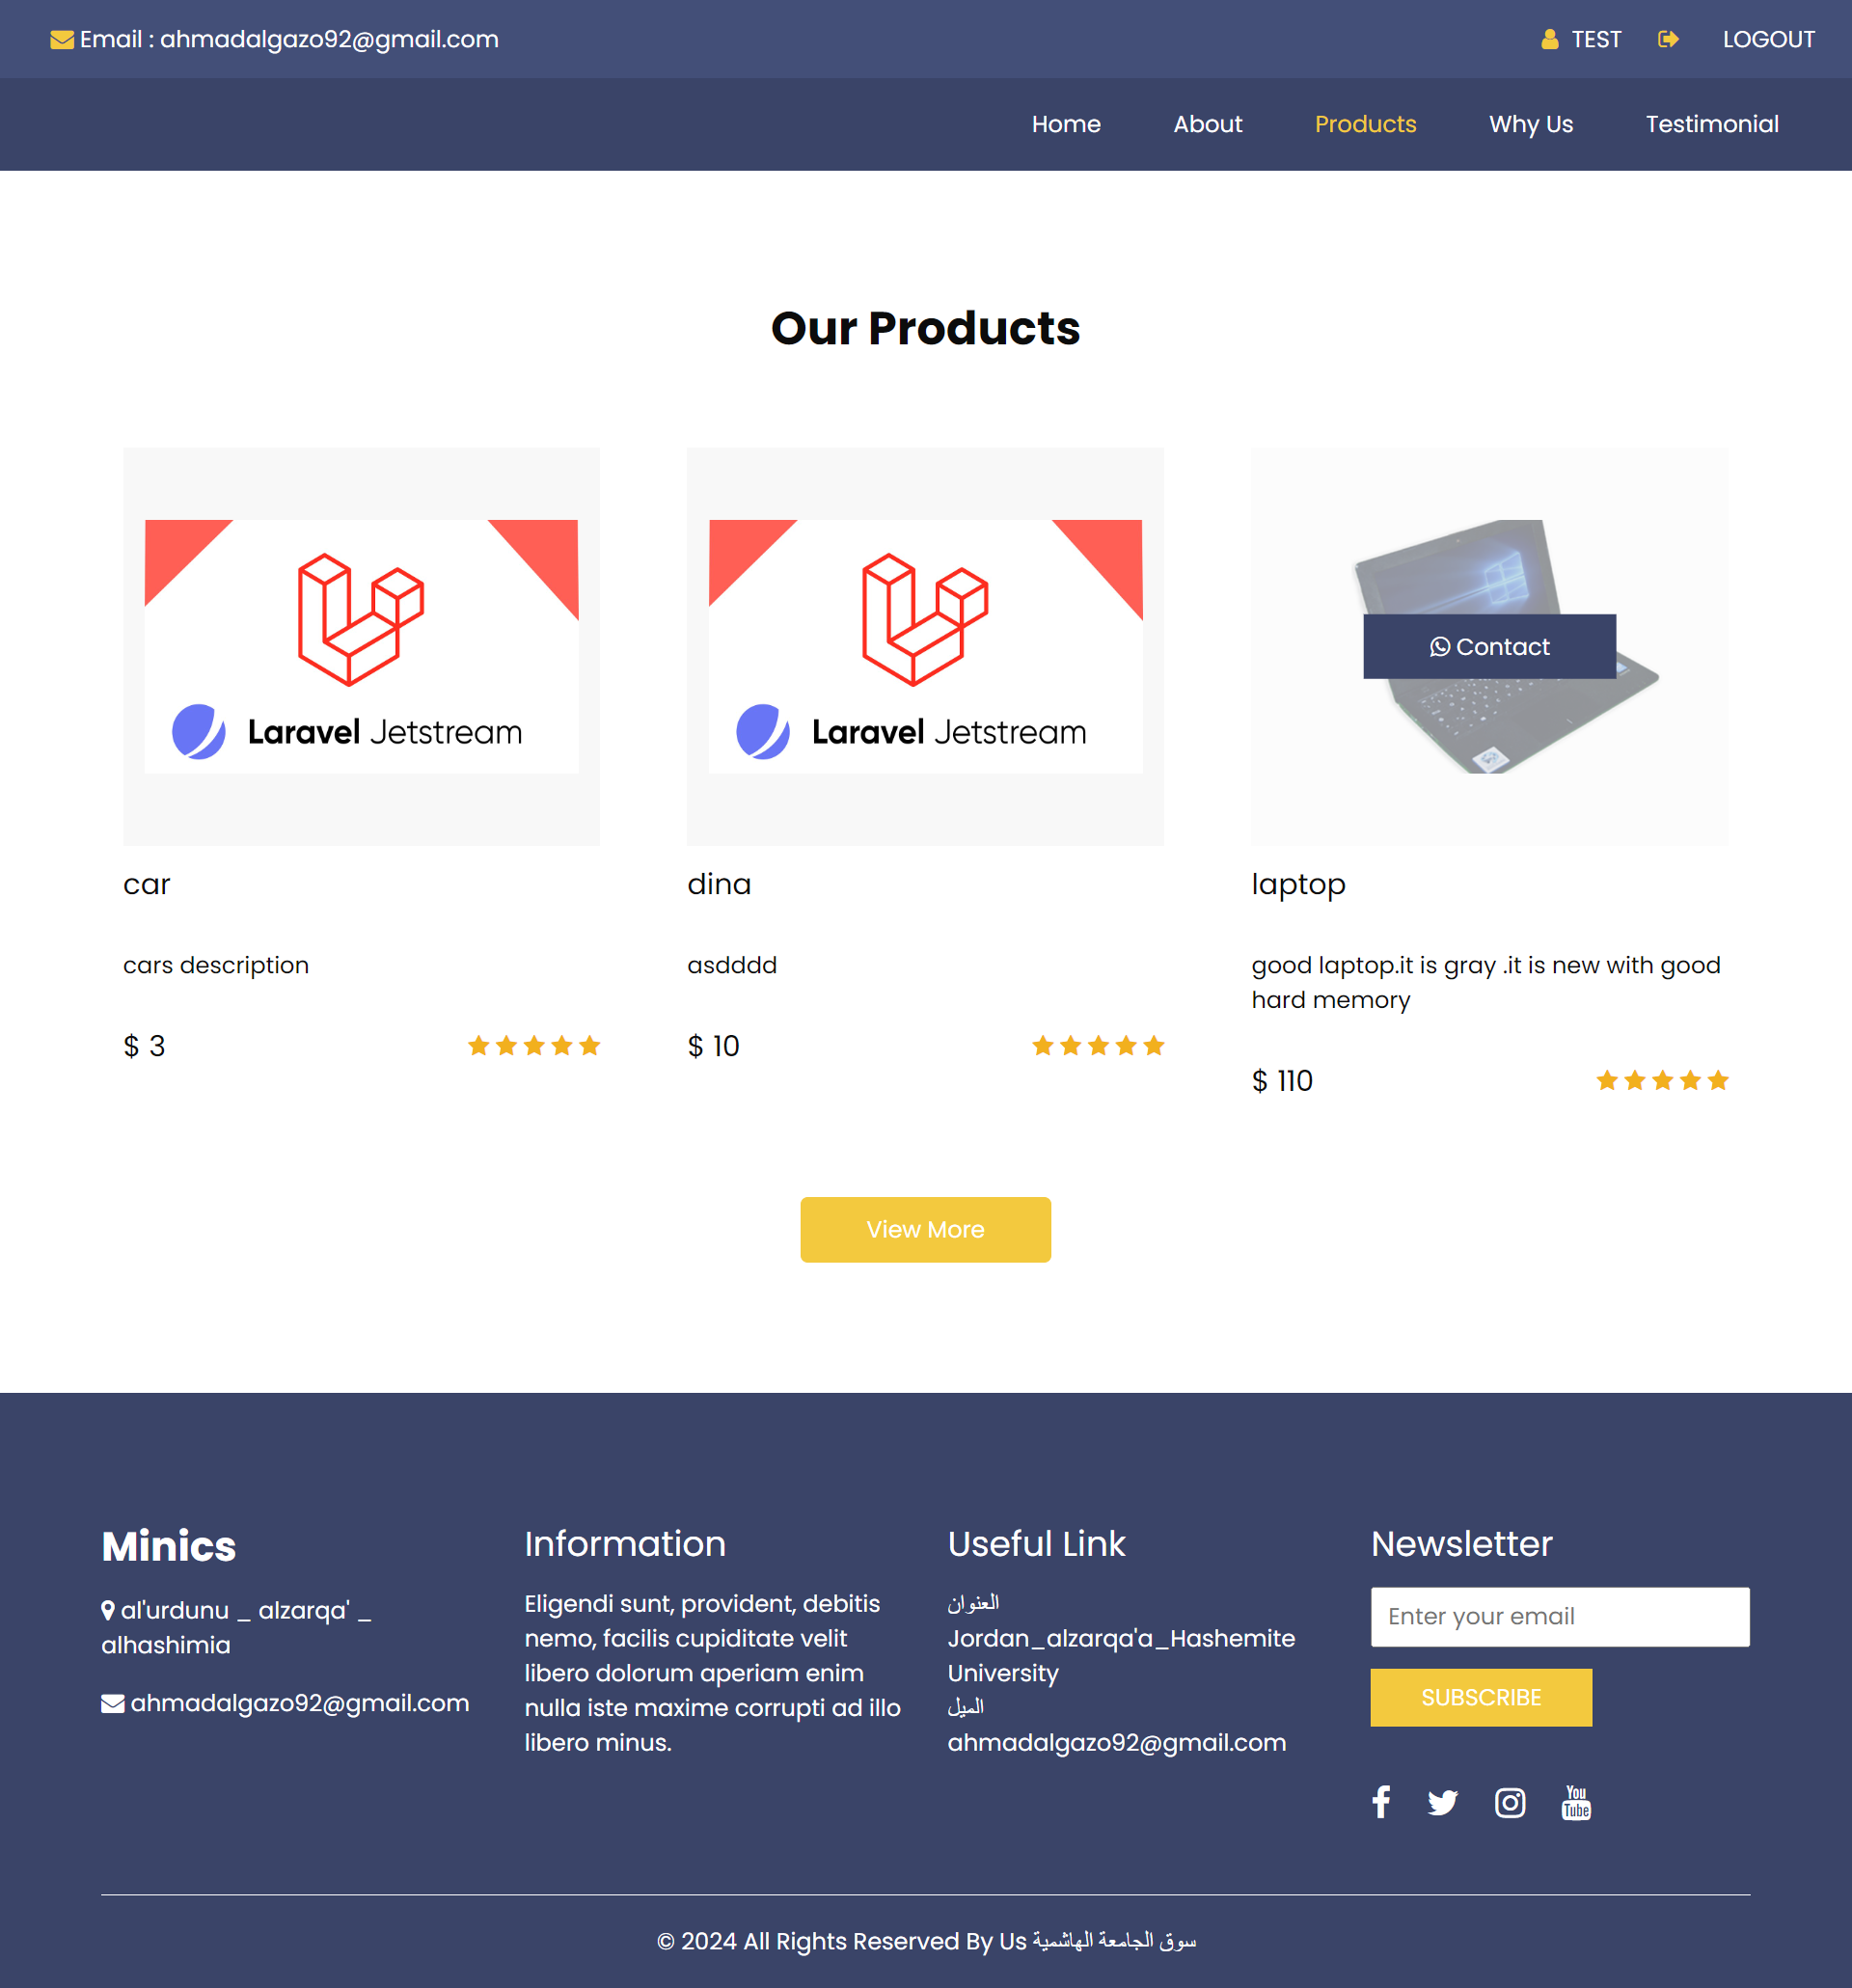 Email : ahmadalgazo92@gmail.com
TEST
LOGOUT
Home
About
Products
Why Us
Testimonial
Our Products
Laravel Jetstream
car
cars description
$ 3
Laravel Jetstream
dina
asdddd
$ 10
Contact
laptop
good laptop.it is gray .it is new with good
hard memory
$ 110
View More
Minics
al'urdunu _ alzarqa' _
alhashimia
ahmadalgazo92@gmail.com
Information
Eligendi sunt, provident, debitis
nemo, facilis cupiditate velit
libero dolorum aperiam enim
nulla iste maxime corrupti ad illo
libero minus.
Useful Link
العنوان
Jordan_alzarqa'a_Hashemite
University
الميل
ahmadalgazo92@gmail.com
Newsletter
Enter your email
SUBSCRIBE
You
Tube
© 2024 All Rights Reserved By Us سوق الجامعة الهاشمية